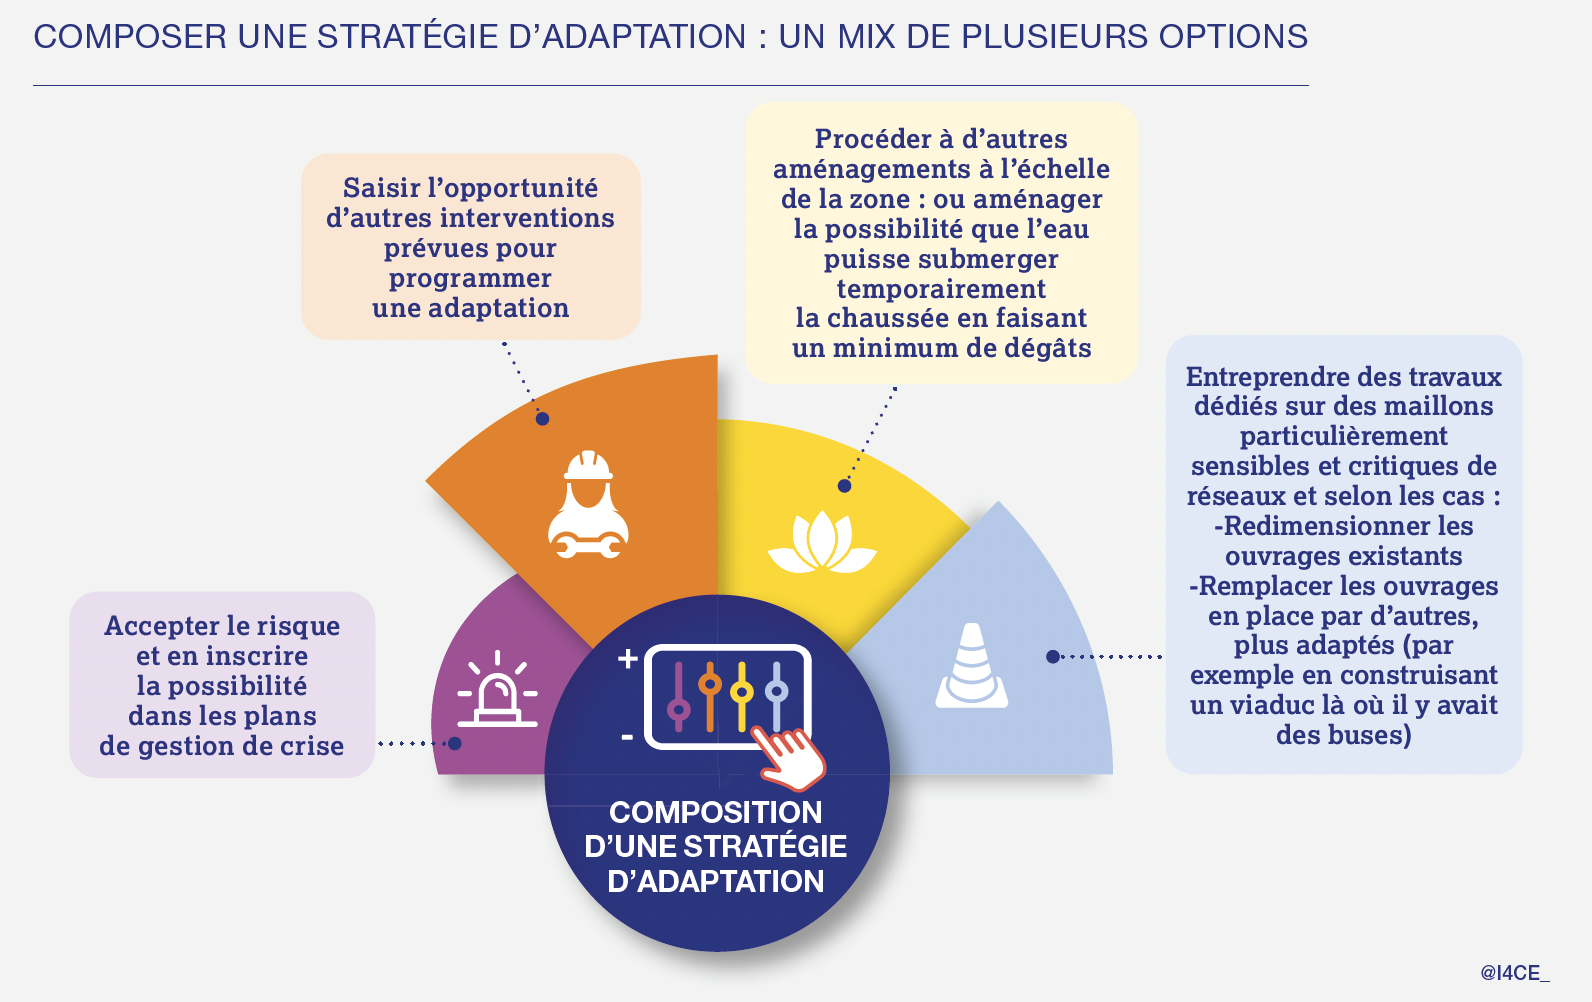 COMPOSER UNE STRATÉGIE D’ADAPTATION : UN MIX DE PLUSIEURS OPTIONS
Saisir l’opportunité
d’autres interventions
prévues pour
programmer
une adaptation
Procéder à d’autres
aménagements à l’échelle
de la zone : ou aménager
la possibilité que l’eau
puisse submerger
temporairement
la chaussée en faisant
un minimum de dégâts
Entreprendre des travaux
dédiés sur des maillons
particulièrement
sensibles et critiques de
réseaux et selon les cas :
-Redimensionner les
ouvrages existants
-Remplacer les ouvrages
en place par d’autres,
plus adaptés (par
exemple en construisant
un viaduc là où il y avait
des buses)
Accepter le risque
et en inscrire
la possibilité
dans les plans
de gestion de crise
+
-
COMPOSITION
D’UNE STRATÉGIE
D’ADAPTATION
@I4CE_